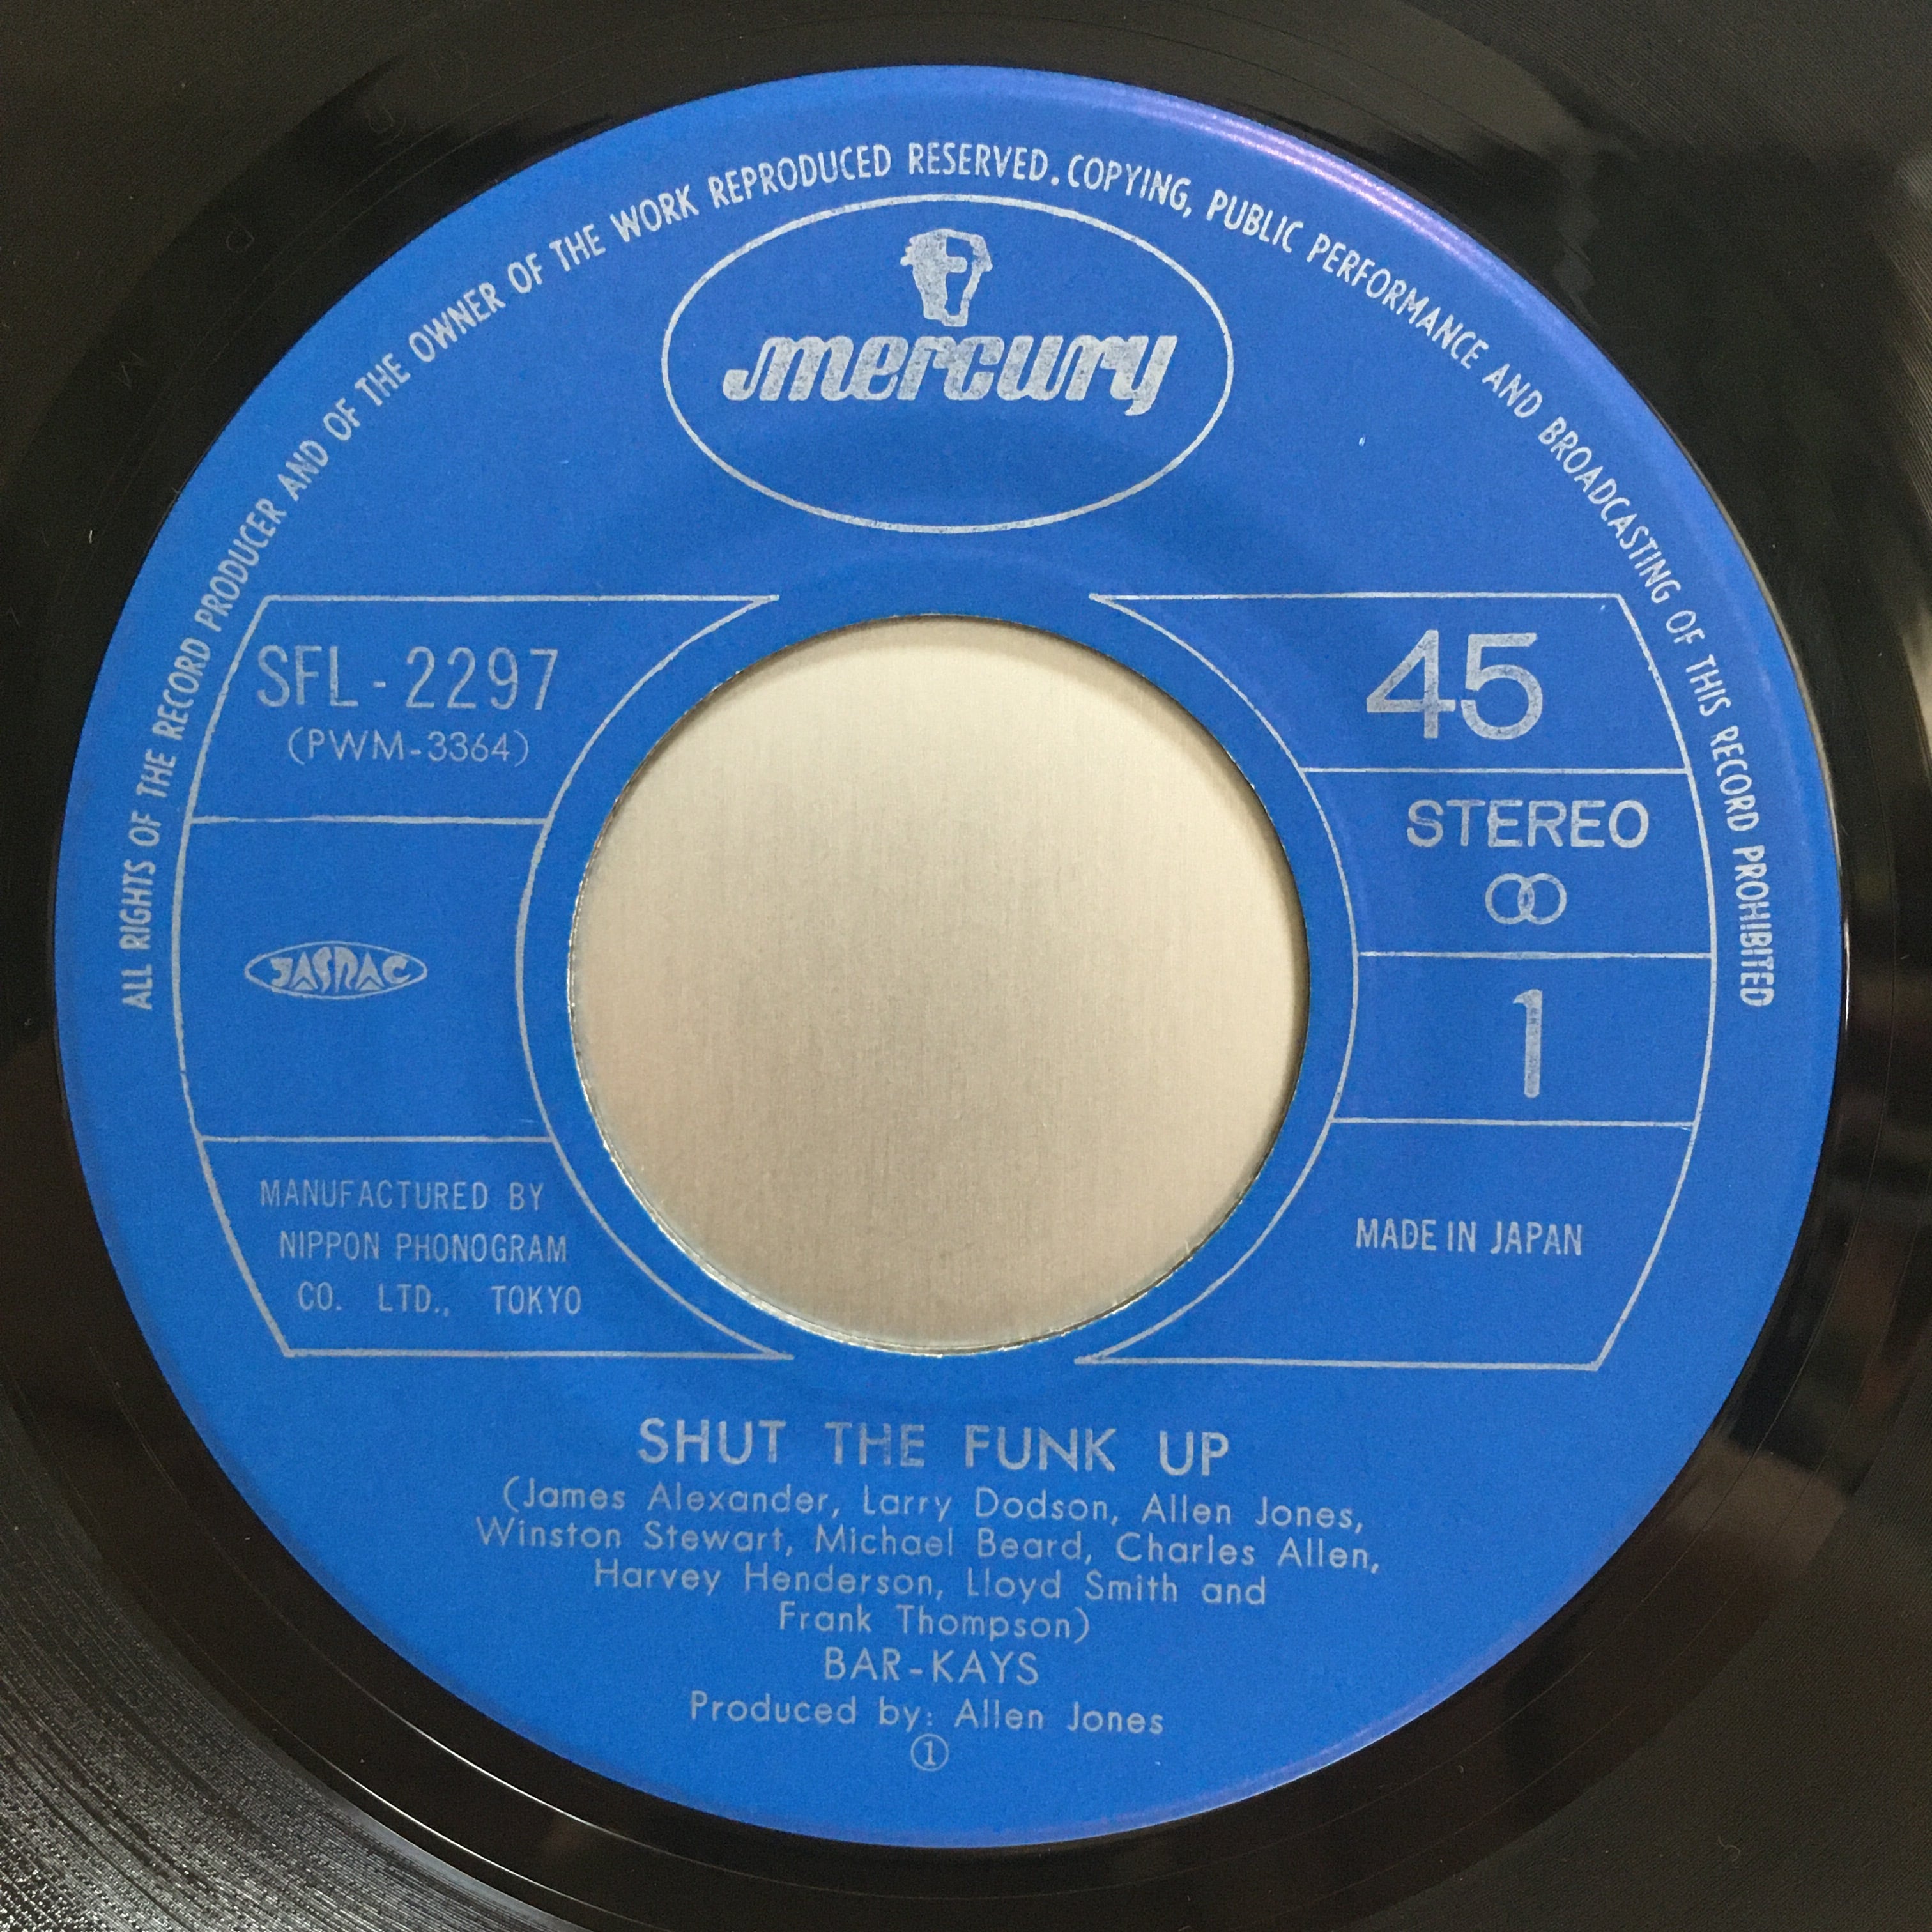 ALL RIGHTS OF THE RECORD PRODUCER AND OF THE OWNER OF THE WORK REPRODUCED RESERVED. COPYING, PUBLIC PERFORMANCE AND BROADCASTING OF THIS RECORD PROHIBITED
mercury
SFL-2297
(PWM-3364)
JASRAC
MANUFACTURED BY
NIPPON PHONOGRAM
CO. LTD., TOKYO
45
STEREO
1
MADE IN JAPAN
SHUT THE FUNK UP
(James Alexander, Larry Dodson, Allen Jones,
Winston Stewart, Michael Beard, Charles Allen,
Harvey Henderson, Lloyd Smith and
Frank Thompson)
BAR-KAYS
Produced by: Allen Jones
①